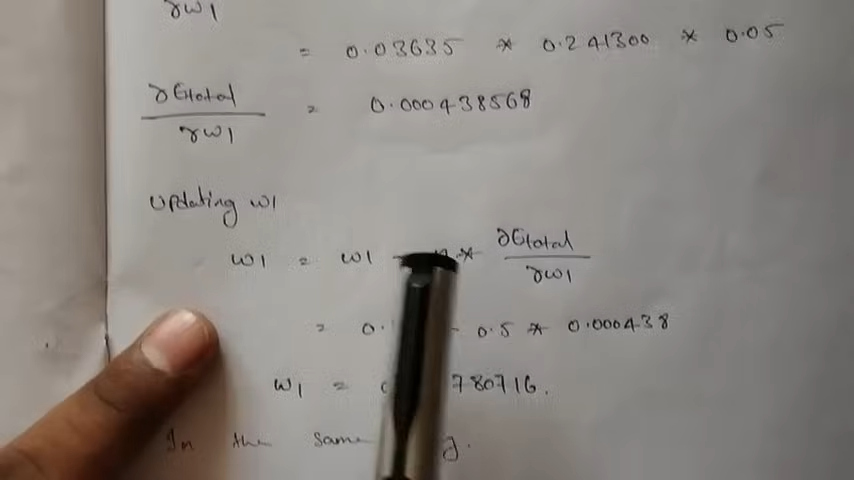 ∂w1
= 0.03635 * 0.241300 * 0.05
∂Etotal
∂w1
= 0.000438568
Updating w1
w1 = w1 - * ∂Etotal
∂w1
= 0. - 0.5 * 0.000438
w1 = 780716.
In the same